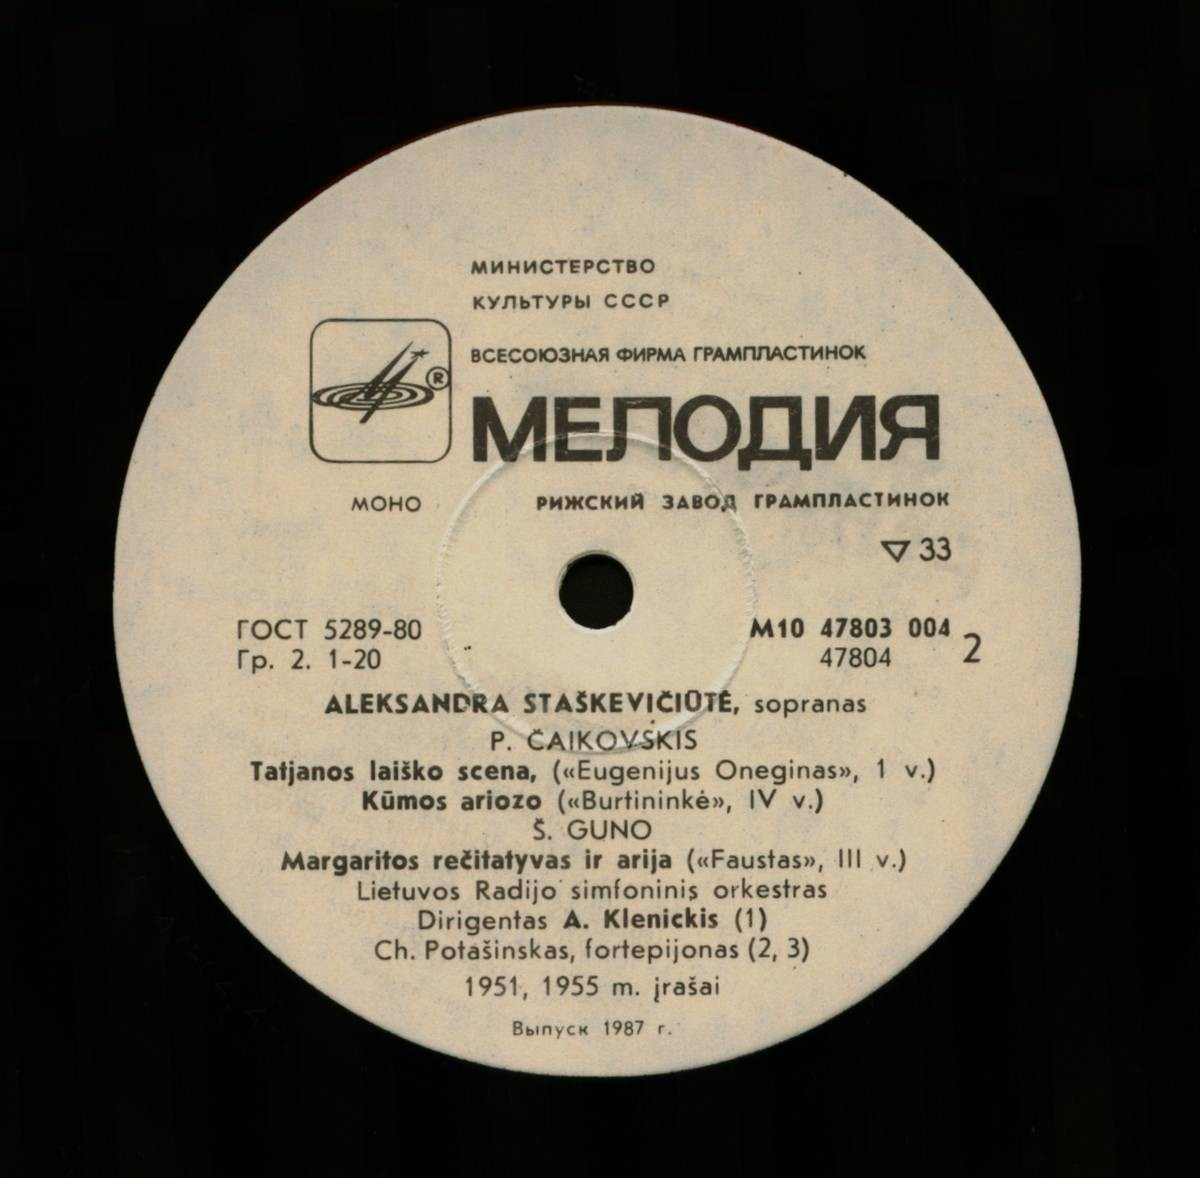 МИНИСТЕРСТВО
КУЛЬТУРЫ СССР
ВСЕСОЮЗНАЯ ФИРМА ГРАМПЛАСТИНОК
®
МЕЛОДИЯ
МОНО РИЖСКИЙ ЗАВОД ГРАМПЛАСТИНОК
▽ 33
ГОСТ 5289-80 М10 47803 004
Гр. 2. 1-20 47804 2
ALEKSANDRA STAŠKEVIČIŪTĖ, sopranas
P. ČAIKOVSKIS
Tatjanos laiško scena, («Eugenijus Oneginas», 1 v.)
Kūmos ariozo («Burtininkė», IV v.)
Š. GUNO
Margaritos rečitatyvas ir arija («Faustas», III v.)
Lietuvos Radijo simfoninis orkestras
Dirigentas A. Klenickis (1)
Ch. Potašinskas, fortepijonas (2, 3)
1951, 1955 m. įrašai
Выпуск 1987 г.